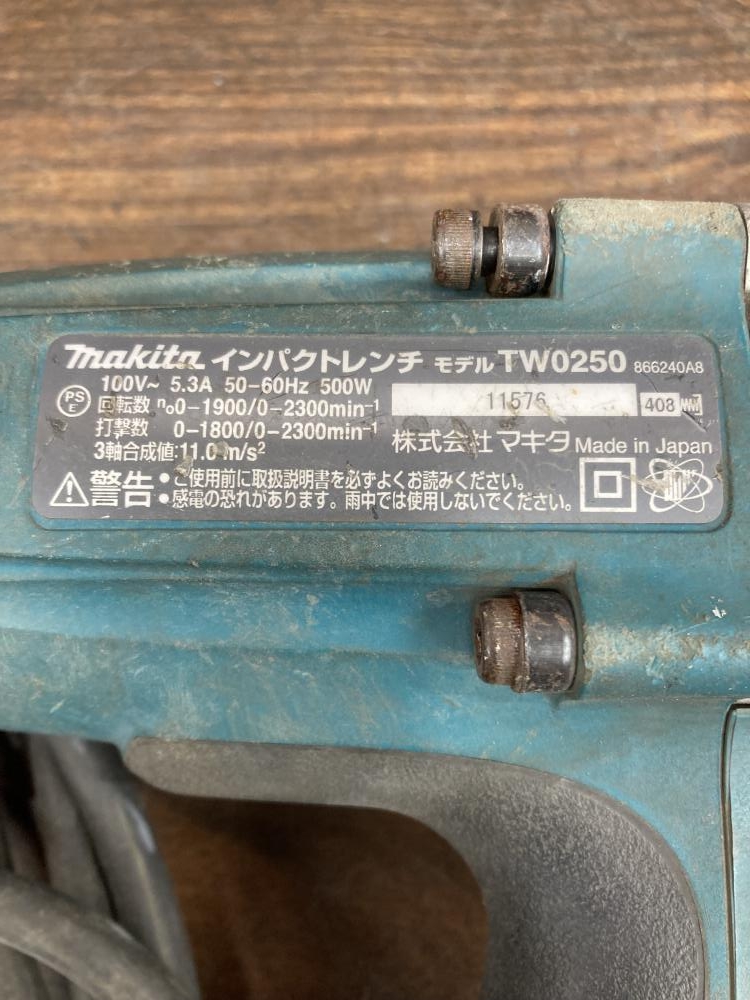 makita インパクトレンチ モデル TW0250 866240A8
100V~ 5.3A 50-60Hz 500W
11576 408
PS E 回転数 no0-1900/0-2300min-1
打撃数 0-1800/0-2300min-1
株式会社 マキタ Made in Japan
3軸合成値:11.0 m/s2
警告 •ご使用前に取扱説明書を必ずよくお読みください。
•感電の恐れがあります。雨中では使用しないでください。